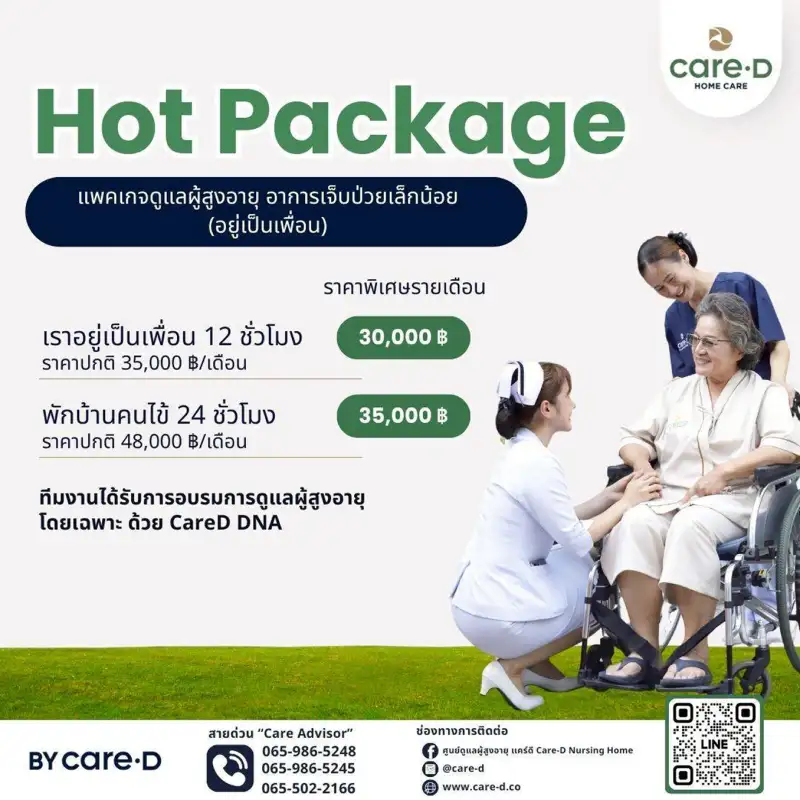 care·D
HOME CARE
Hot Package
แพคเกจดูแลผู้สูงอายุ อาการเจ็บป่วยเล็กน้อย
(อยู่เป็นเพื่อน)
ราคาพิเศษรายเดือน
เราอยู่เป็นเพื่อน 12 ชั่วโมง
30,000 ฿
ราคาปกติ 35,000 ฿/เดือน
พักบ้านคนไข้ 24 ชั่วโมง
35,000 ฿
ราคาปกติ 48,000 ฿/เดือน
ทีมงานได้รับการอบรมการดูแลผู้สูงอายุ
โดยเฉพาะ ด้วย CareD DNA
BY care·D
สายด่วน “Care Advisor”
065-986-5248
065-986-5245
065-502-2166
ช่องทางการติดต่อ
ศูนย์ดูแลผู้สูงอายุ แคร์ดี Care-D Nursing Home
@care-d
www.care-d.co
LINE